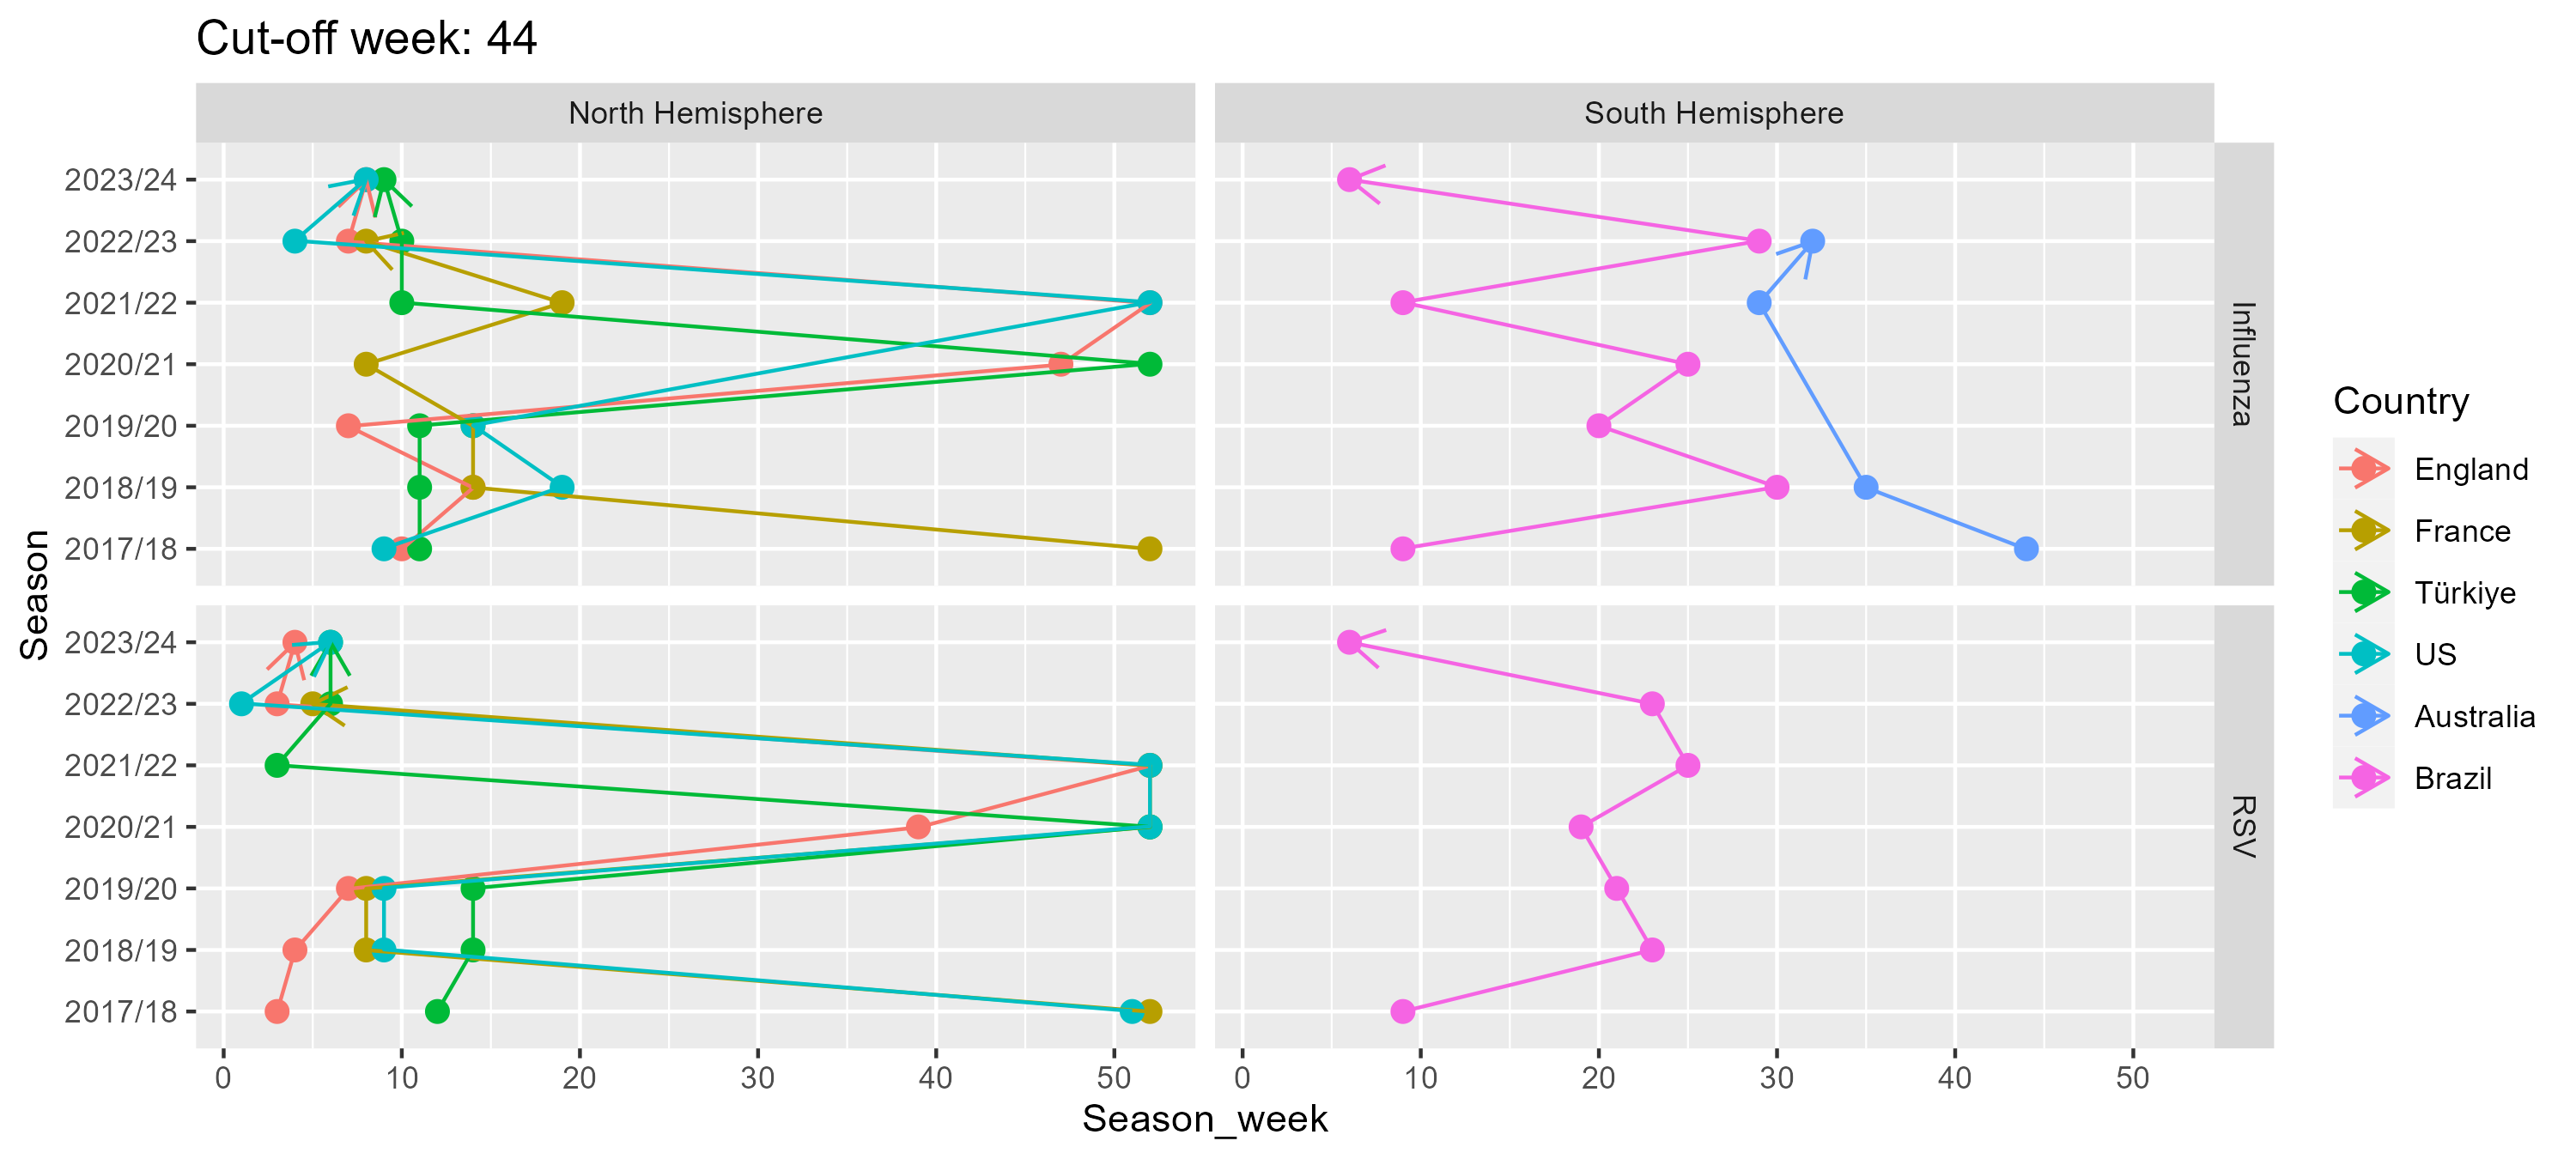 Cut-off week: 44
North Hemisphere
South Hemisphere
2023/24
2022/23
2021/22
2020/21
2019/20
2018/19
2017/18
Influenza
2023/24
2022/23
2021/22
2020/21
2019/20
2018/19
2017/18
RSV
Season
0 10 20 30 40 50
0 10 20 30 40 50
Season_week
Country
England
France
Türkiye
US
Australia
Brazil